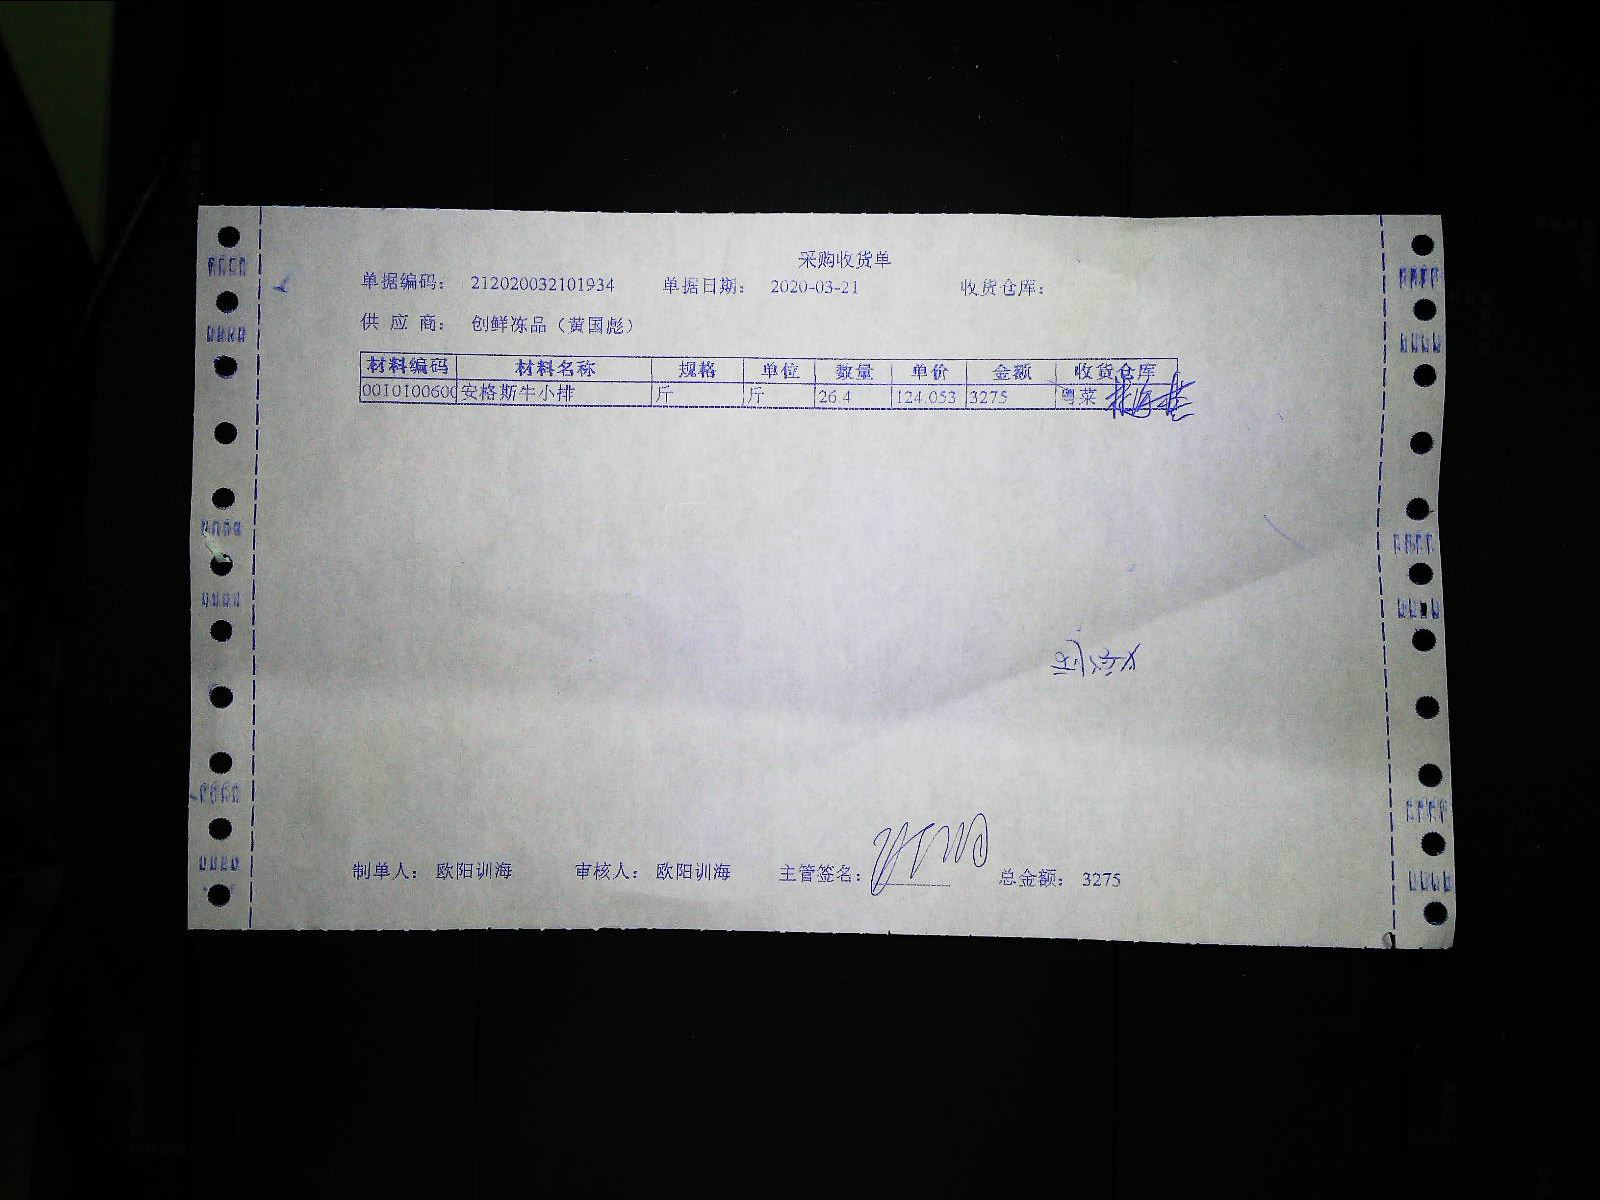 采购收货单
单据编码： 212020032101934 单据日期： 2020-03-21 收货仓库：
供 应 商： 创鲜冻品（黄国彪）
材料编码 材料名称 规格 单位 数量 单价 金额 收货仓库
0010100600 安格斯牛小排 斤 斤 26.4 124.053 3275 粤菜
制单人： 欧阳训海 审核人： 欧阳训海 主管签名： 总金额： 3275